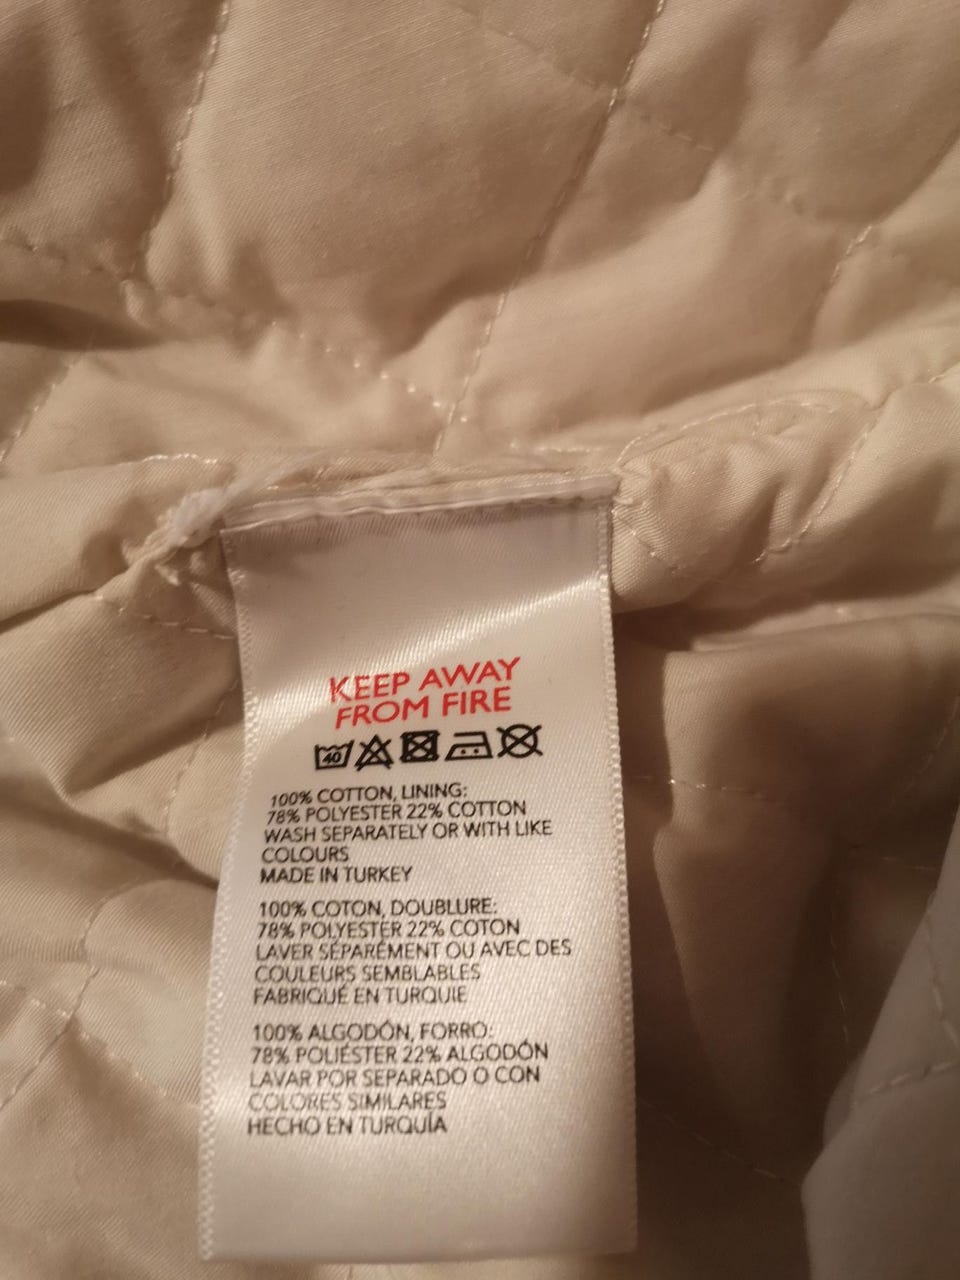 KEEP AWAY
FROM FIRE
40
100% COTTON, LINING:
78% POLYESTER 22% COTTON
WASH SEPARATELY OR WITH LIKE
COLOURS
MADE IN TURKEY
100% COTON, DOUBLURE:
78% POLYESTER 22% COTON
LAVER SÉPARÉMENT OU AVEC DES
COULEURS SEMBLABLES
FABRIQUÉ EN TURQUIE
100% ALGODÓN, FORRO:
78% POLIÉSTER 22% ALGODÓN
LAVAR POR SEPARADO O CON
COLORES SIMILARES
HECHO EN TURQUÍA